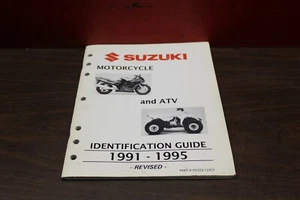 SUZUKI
MOTORCYCLE
and ATV
IDENTIFICATION GUIDE
1991 - 1995
- REVISED -